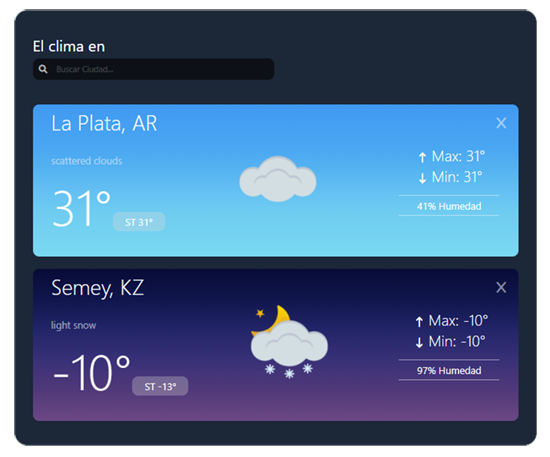 El clima en
Buscar Ciudad...
La Plata, AR
X
scattered clouds
↑ Max: 31°
↓ Min: 31°
31°
ST 31°
41% Humedad
Semey, KZ
X
light snow
↑ Max: -10°
↓ Min: -10°
-10°
ST -13°
97% Humedad